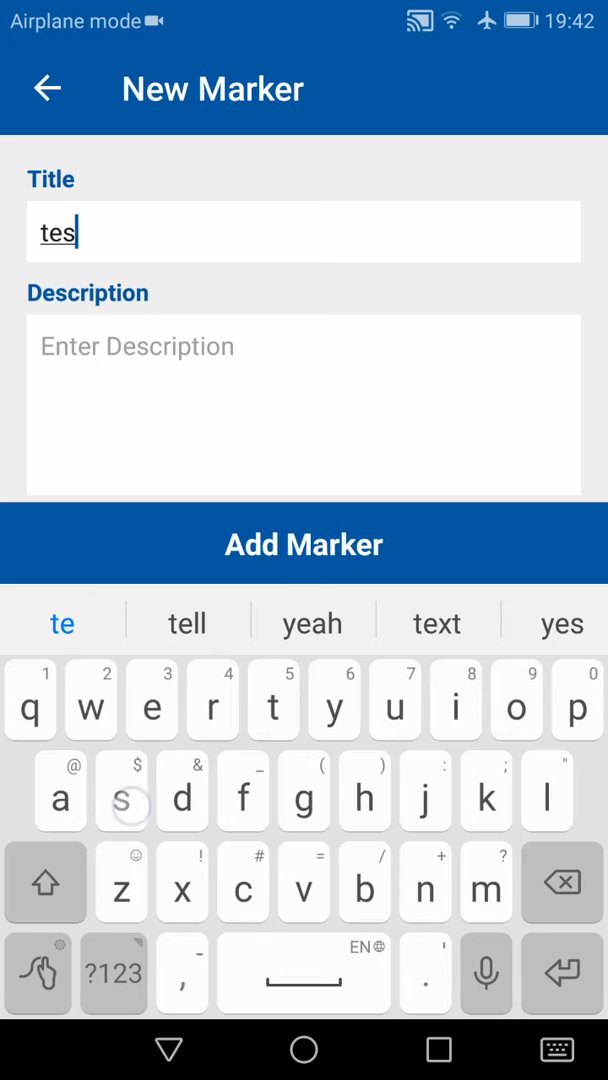 Airplane mode 19:42
New Marker
Title
tes
Description
Enter Description
Add Marker
te tell yeah text yes
1 2 3 4 5 6 7 8 9 0
q w e r t y u i o p
@ $ & _ ( ) : ; "
a s d f g h j k l
! # = / + ?
z x c v b n m
- EN '
?123 , .